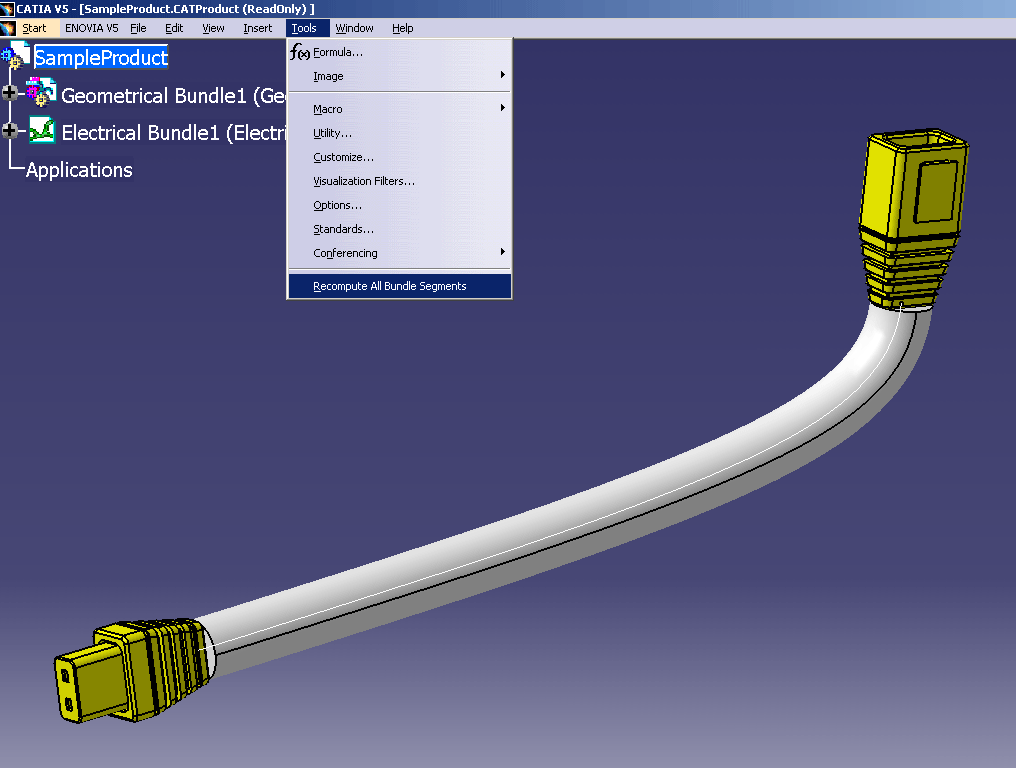 CATIA V5 - [SampleProduct.CATProduct (ReadOnly) ]
Start ENOVIA V5 File Edit View Insert Tools Window Help
SampleProduct
Geometrical Bundle1 (Ge
Electrical Bundle1 (Electri
Applications
f(x) Formula...
Image
Macro
Utility...
Customize...
Visualization Filters...
Options...
Standards...
Conferencing
Recompute All Bundle Segments